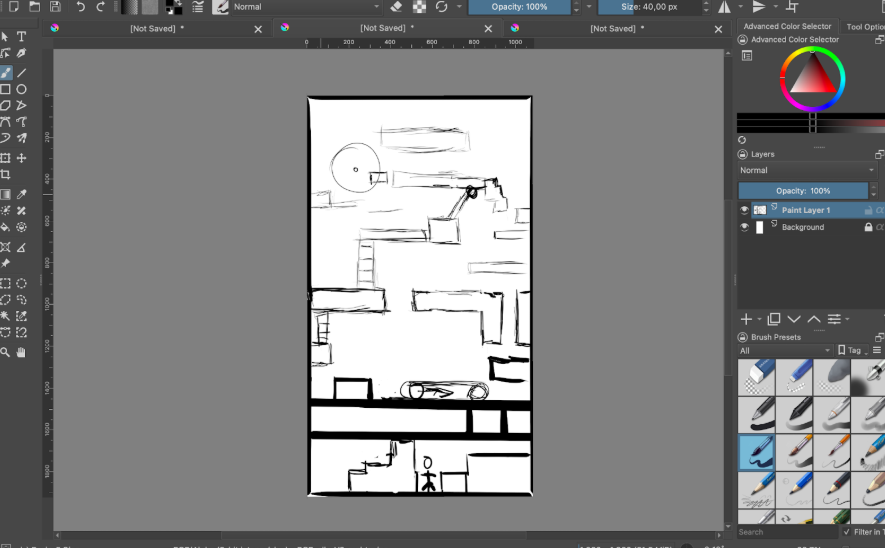 Normal
Opacity: 100%
Size: 40,00 px
[Not Saved] *
[Not Saved] *
[Not Saved] *
0 200 400 600 800 1000
Advanced Color Selector
Tool Optio
Advanced Color Selector
Layers
Normal
Opacity: 100%
Paint Layer 1
Background
Brush Presets
All
Tag
Search
Filter in T